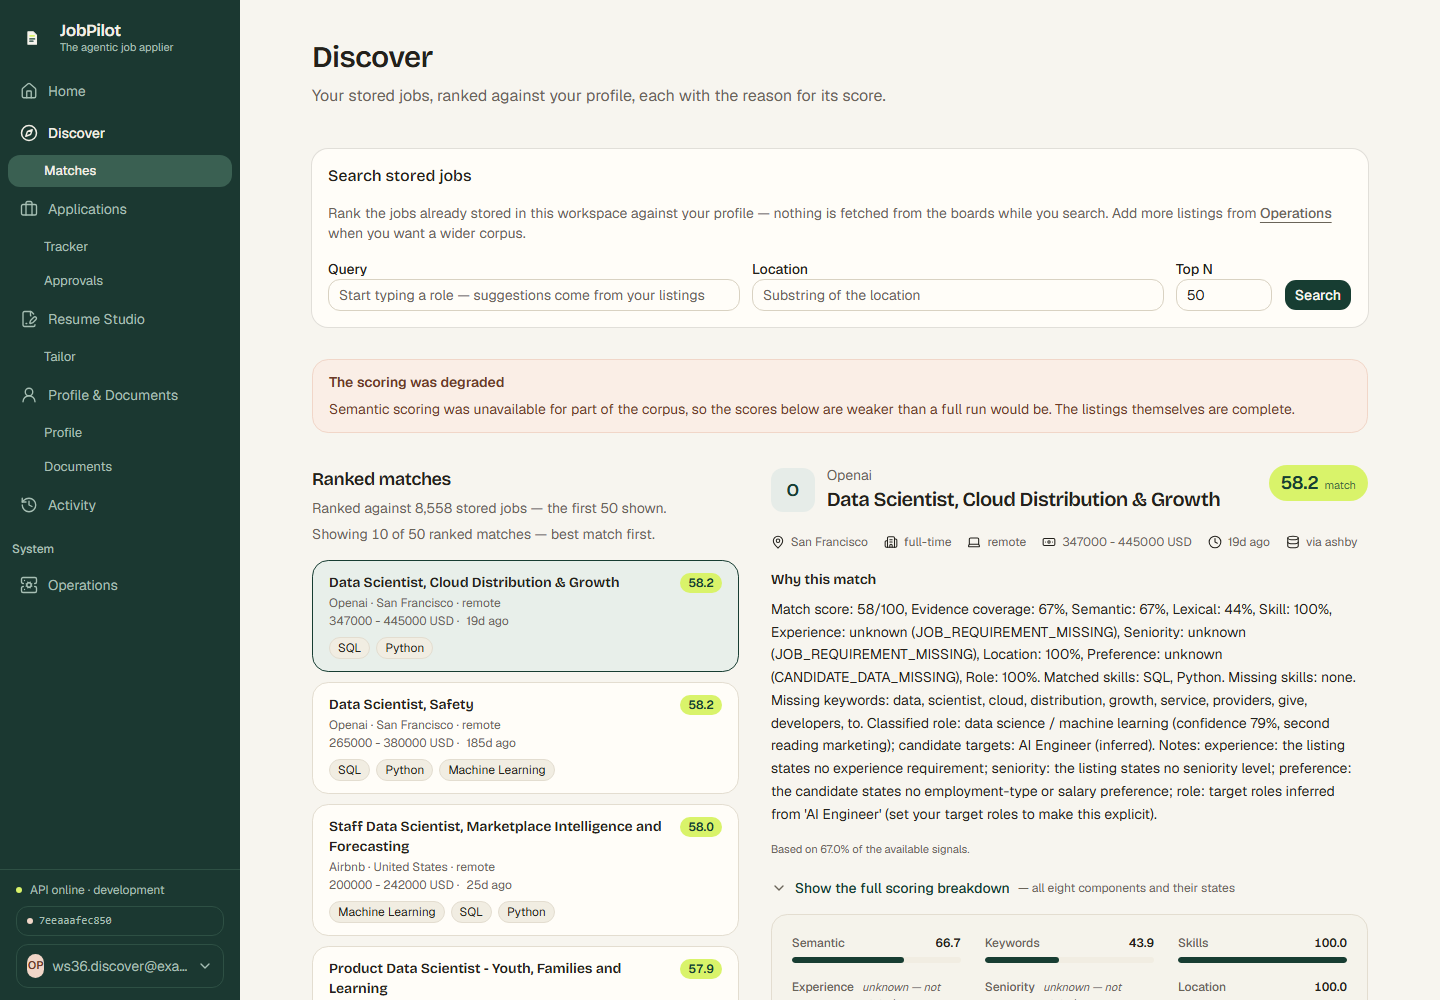 JobPilot
The agentic job applier
Home
Discover
Matches
Applications
Tracker
Approvals
Resume Studio
Tailor
Profile & Documents
Profile
Documents
Activity
System
Operations
API online · development
7eeaaafec850
OP
ws36.discover@exa...
Discover
Your stored jobs, ranked against your profile, each with the reason for its score.
Search stored jobs
Rank the jobs already stored in this workspace against your profile — nothing is fetched from the boards while you search. Add more listings from Operations
when you want a wider corpus.
Query
Location
Top N
Start typing a role — suggestions come from your listings
Substring of the location
50
Search
The scoring was degraded
Semantic scoring was unavailable for part of the corpus, so the scores below are weaker than a full run would be. The listings themselves are complete.
Ranked matches
Ranked against 8,558 stored jobs — the first 50 shown.
Showing 10 of 50 ranked matches — best match first.
Data Scientist, Cloud Distribution & Growth
58.2
Openai · San Francisco · remote
347000 - 445000 USD · 19d ago
SQL
Python
Data Scientist, Safety
58.2
Openai · San Francisco · remote
265000 - 380000 USD · 185d ago
SQL
Python
Machine Learning
Staff Data Scientist, Marketplace Intelligence and
Forecasting
58.0
Airbnb · United States · remote
200000 - 242000 USD · 25d ago
Machine Learning
SQL
Python
Product Data Scientist - Youth, Families and
Learning
57.9
O
Openai
Data Scientist, Cloud Distribution & Growth
58.2 match
San Francisco
full-time
remote
347000 - 445000 USD
19d ago
via ashby
Why this match
Match score: 58/100, Evidence coverage: 67%, Semantic: 67%, Lexical: 44%, Skill: 100%,
Experience: unknown (JOB_REQUIREMENT_MISSING), Seniority: unknown
(JOB_REQUIREMENT_MISSING), Location: 100%, Preference: unknown
(CANDIDATE_DATA_MISSING), Role: 100%. Matched skills: SQL, Python. Missing skills: none.
Missing keywords: data, scientist, cloud, distribution, growth, service, providers, give,
developers, to. Classified role: data science / machine learning (confidence 79%, second
reading marketing); candidate targets: AI Engineer (inferred). Notes: experience: the listing
states no experience requirement; seniority: the listing states no seniority level; preference:
the candidate states no employment-type or salary preference; role: target roles inferred
from 'AI Engineer' (set your target roles to make this explicit).
Based on 67.0% of the available signals.
Show the full scoring breakdown — all eight components and their states
Semantic 66.7
Keywords 43.9
Skills 100.0
Experience unknown — not
Seniority unknown — not
Location 100.0